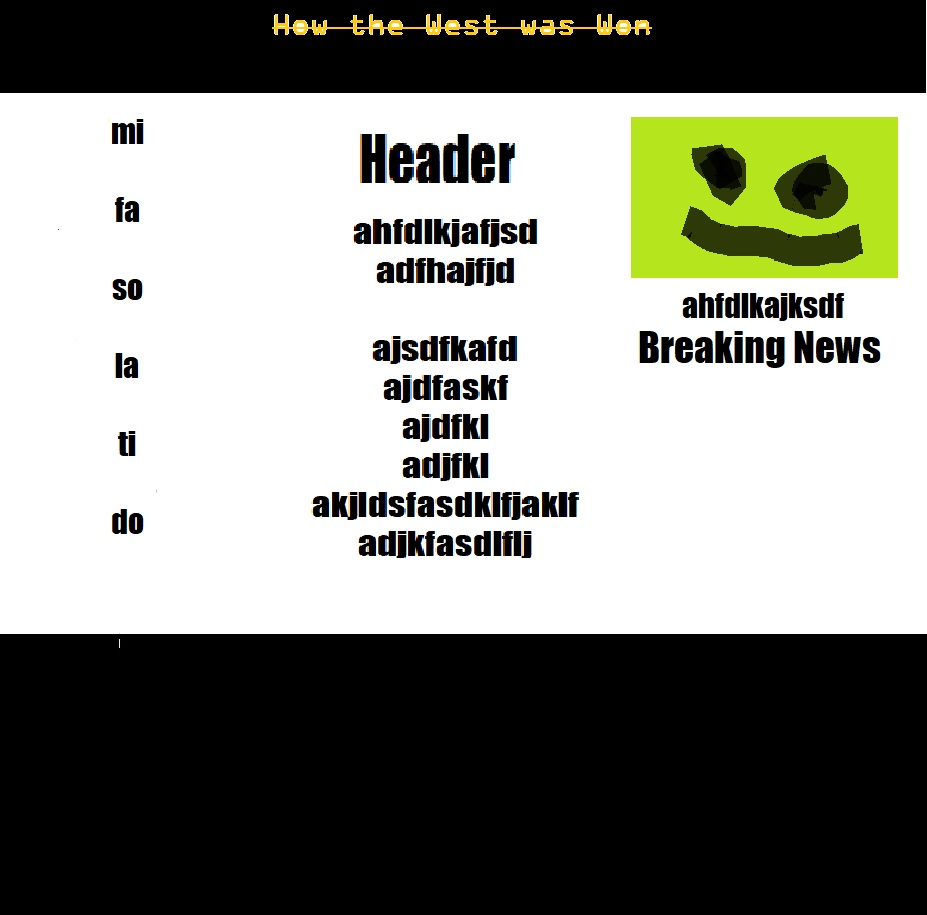 How the West was Won
mi
fa
so
la
ti
do
Header
ahfdlkjafjsd
adfhajfjd
ajsdfkafd
ajdfaskf
ajdfkl
adjfkl
akjldsfasdklfjaklf
adjkfasdlflj
ahfdlkajksdf
Breaking News